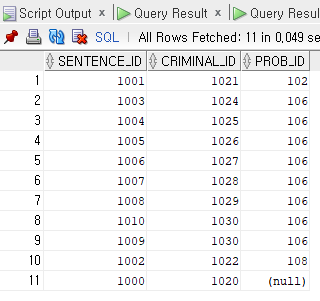 Script Output × Query Result × Query Resul
SQL | All Rows Fetched: 11 in 0,049 se
SENTENCE_ID CRIMINAL_ID PROB_ID
1 1001 1021 102
2 1003 1024 106
3 1004 1025 106
4 1005 1026 106
5 1006 1027 106
6 1007 1028 106
7 1008 1029 106
8 1010 1030 106
9 1009 1030 106
10 1002 1022 108
11 1000 1020 (null)